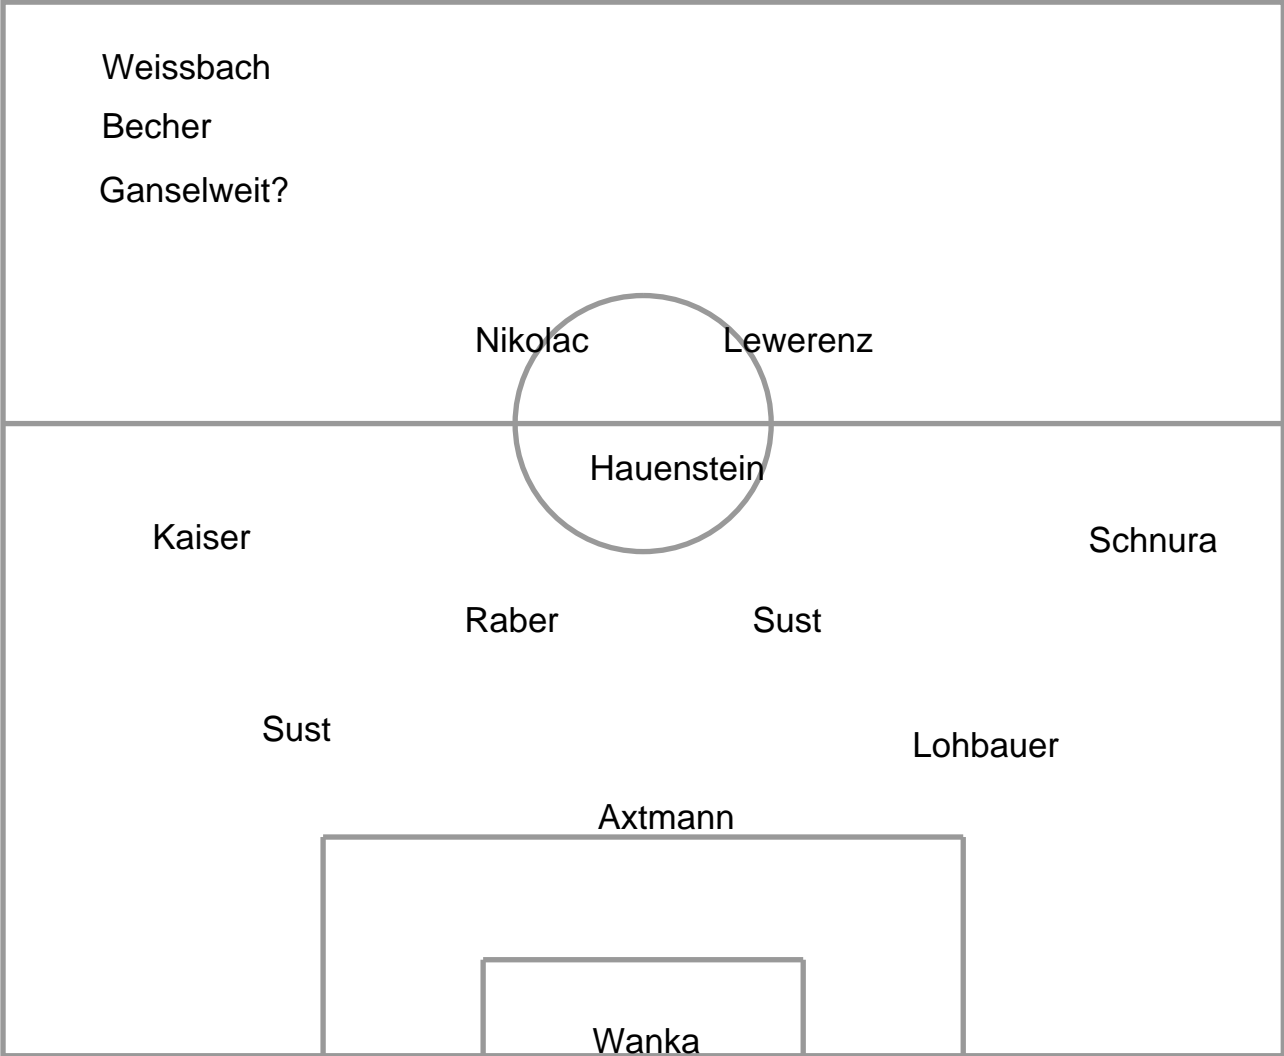 Weissbach
Becher
Ganselweit?
Nikolac
Lewerenz
Hauenstein
Kaiser
Schnura
Raber
Sust
Sust
Lohbauer
Axtmann
Wanka